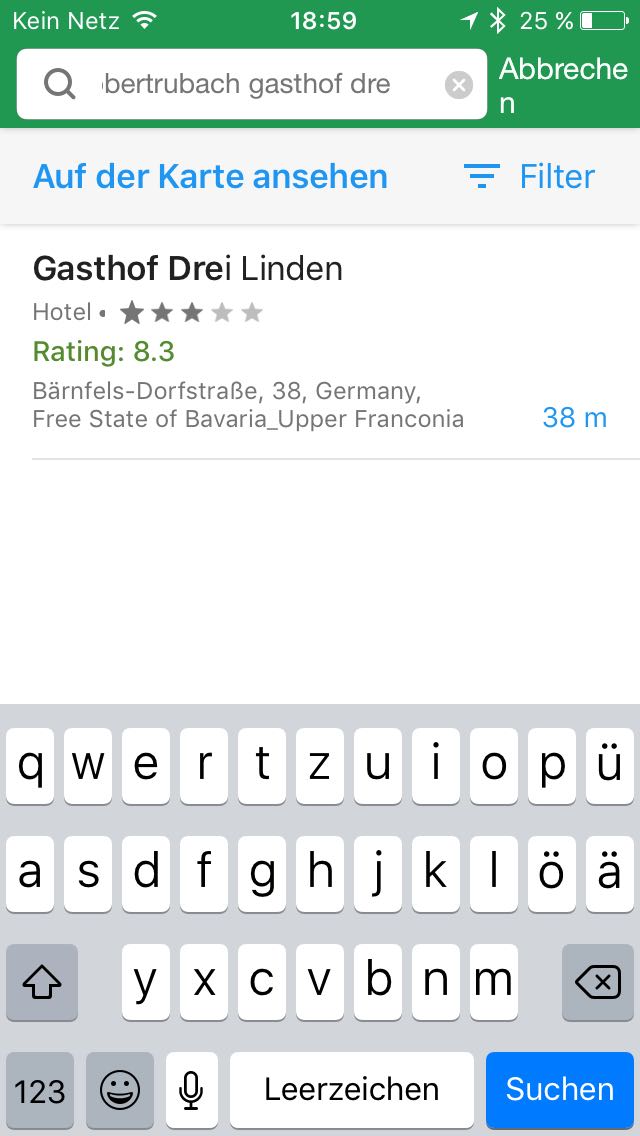 Kein Netz 18:59 25 %
bertrubach gasthof dre Abbreche
n
Auf der Karte ansehen Filter
Gasthof Drei Linden
Hotel •
Rating: 8.3
Bärnfels-Dorfstraße, 38, Germany,
Free State of Bavaria_Upper Franconia 38 m
q w e r t z u i o p ü
a s d f g h j k l ö ä
y x c v b n m
123 Leerzeichen Suchen